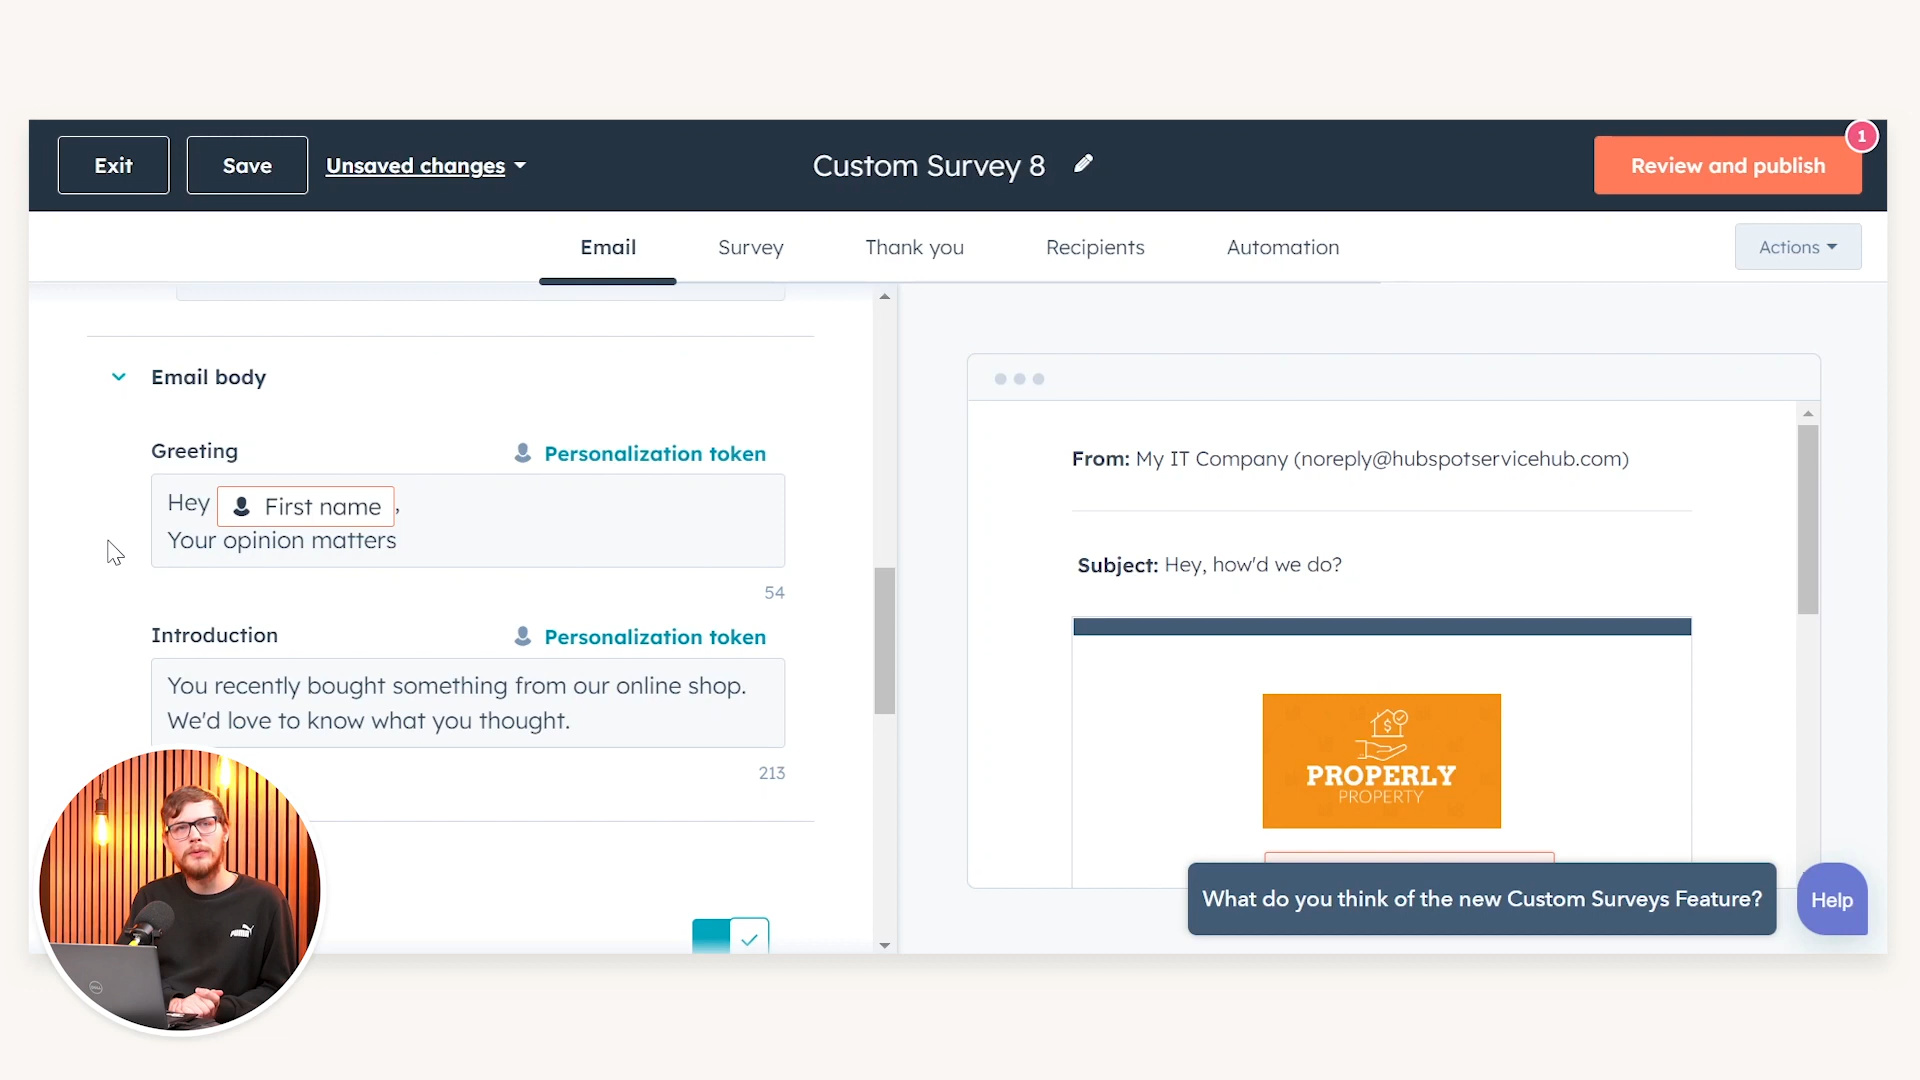 Exit
Save
Unsaved changes
Custom Survey 8
Review and publish
1
Email
Survey
Thank you
Recipients
Automation
Actions
Email body
Greeting
Personalization token
Hey First name,
Your opinion matters
54
Introduction
Personalization token
You recently bought something from our online shop.
We'd love to know what you thought.
213
From: My IT Company (noreply@hubspotservicehub.com)
Subject: Hey, how'd we do?
PROPERLY
PROPERTY
What do you think of the new Custom Surveys Feature?
Help